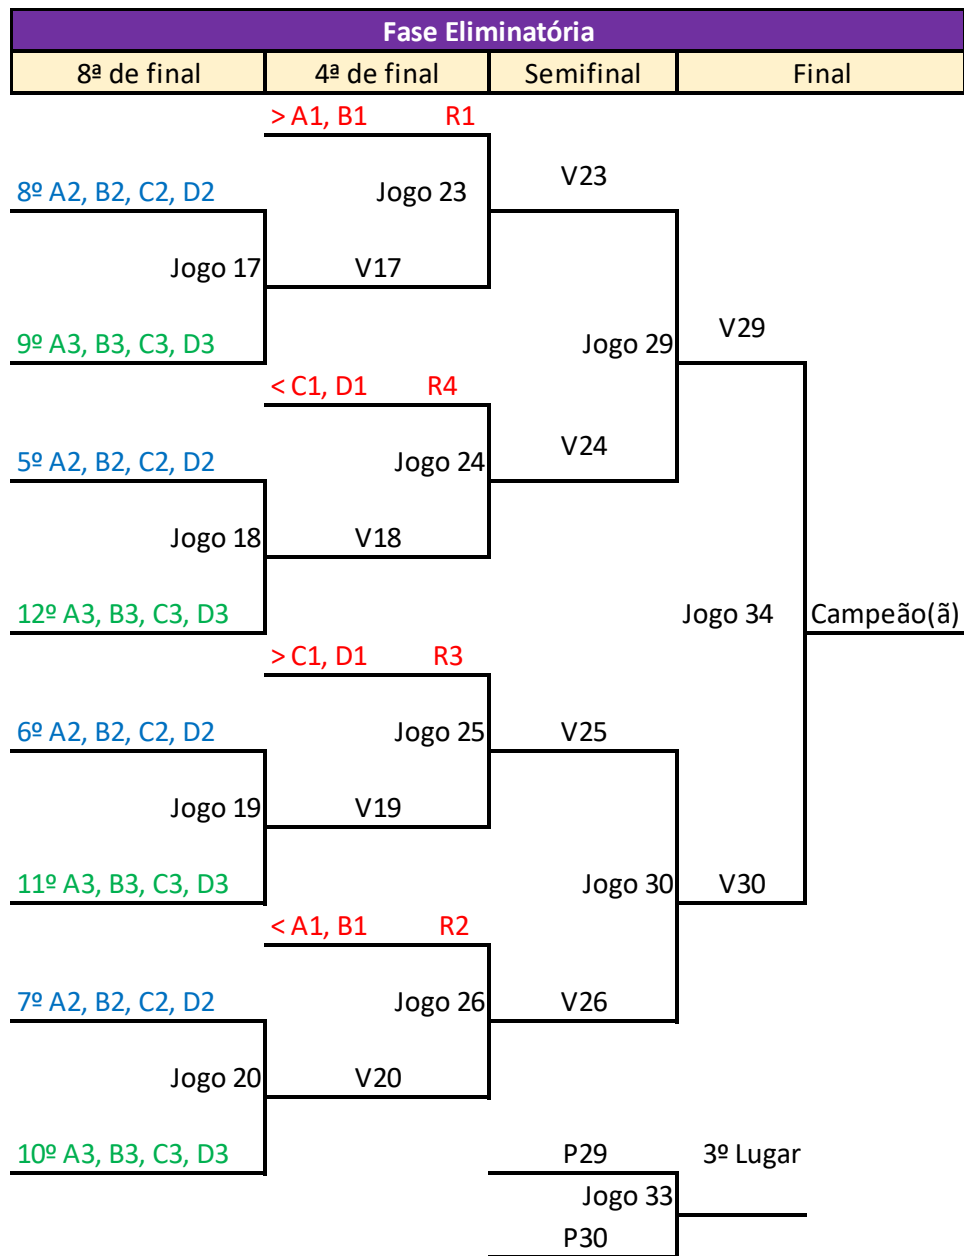 Fase Eliminatória
8ª de final 4ª de final Semifinal Final
> A1, B1 R1
8º A2, B2, C2, D2 Jogo 23 V23
Jogo 17 V17
9º A3, B3, C3, D3 Jogo 29 V29
< C1, D1 R4
5º A2, B2, C2, D2 Jogo 24 V24
Jogo 18 V18
12º A3, B3, C3, D3 Jogo 34 Campeão(ã)
> C1, D1 R3
6º A2, B2, C2, D2 Jogo 25 V25
Jogo 19 V19
11º A3, B3, C3, D3 Jogo 30 V30
< A1, B1 R2
7º A2, B2, C2, D2 Jogo 26 V26
Jogo 20 V20
10º A3, B3, C3, D3 P29 3º Lugar
Jogo 33
P30